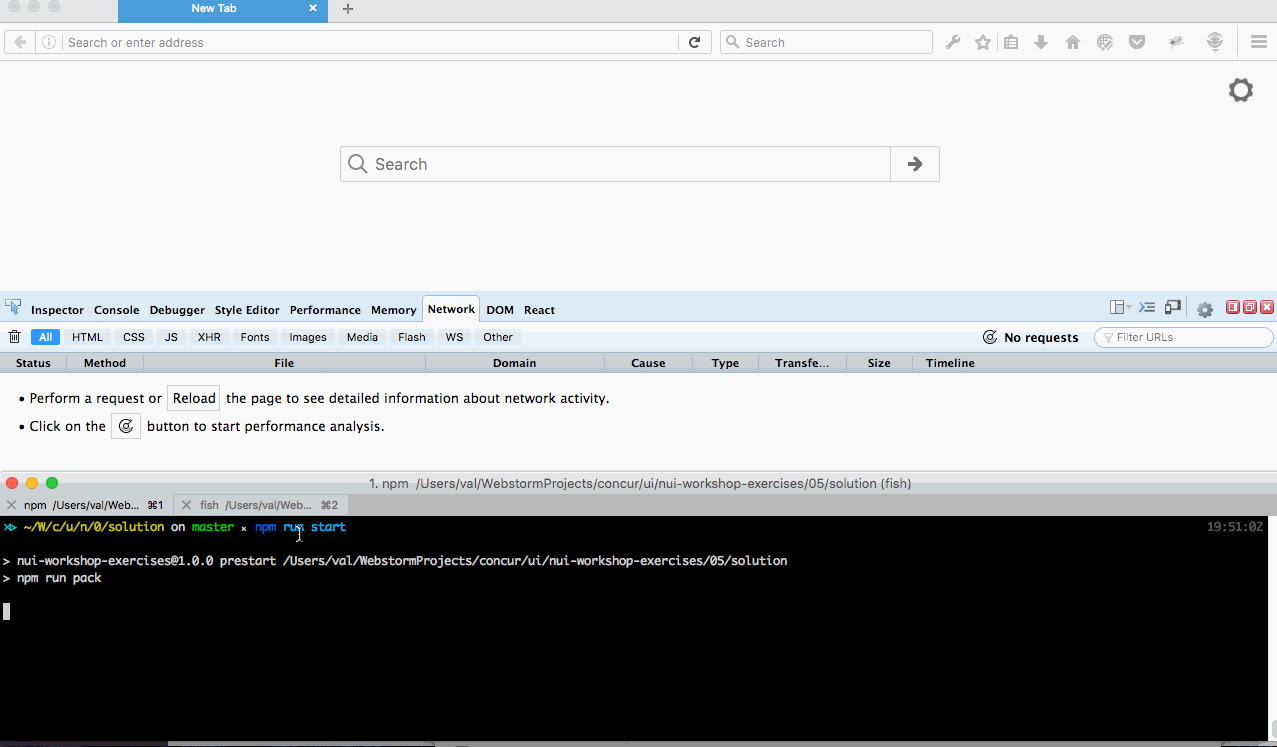 New Tab
Search or enter address
Search
Search
Inspector Console Debugger Style Editor Performance Memory Network DOM React
All HTML CSS JS XHR Fonts Images Media Flash WS Other No requests Filter URLs
Status Method File Domain Cause Type Transfe... Size Timeline
• Perform a request or Reload the page to see detailed information about network activity.
• Click on the button to start performance analysis.
1. npm /Users/val/WebstormProjects/concur/ui/nui-workshop-exercises/05/solution (fish)
npm /Users/val/Web... ⌘1 fish /Users/val/Web... ⌘2
~/W/c/u/n/0/solution on master × npm run start 19:51:02
> nui-workshop-exercises@1.0.0 prestart /Users/val/WebstormProjects/concur/ui/nui-workshop-exercises/05/solution
> npm run pack